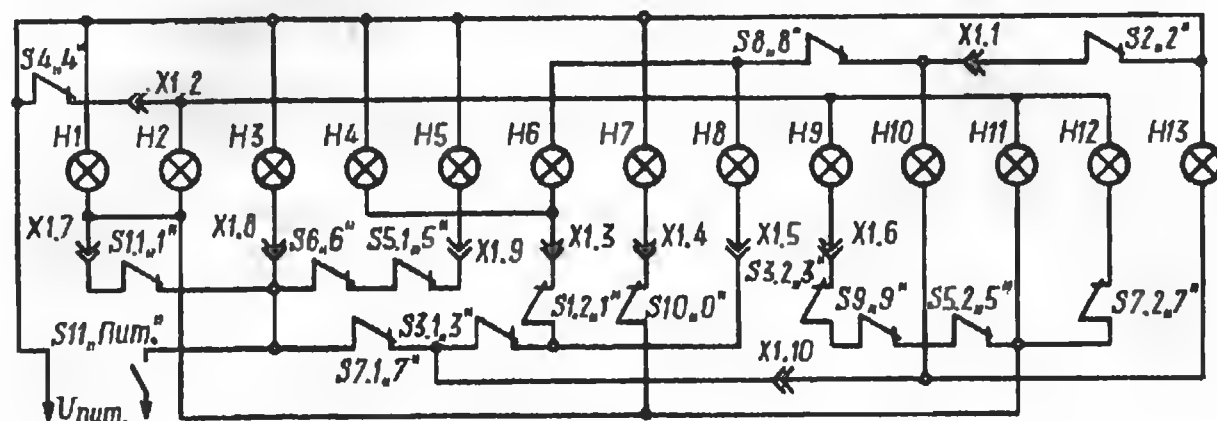 S4„4" X1.2 S8„8" X1.1 S2„2"
H1 H2 H3 H4 H5 H6 H7 H8 H9 H10 H11 H12 H13
X1.7 S1.1„1" X1.8 S6„6" S5.1„5" X1.9 X1.3 X1.4 X1.5 X1.6
S3.2„3"
S1.2„1" S10„0" S9„9" S5.2„5" S7.2„7"
S11„Пит." S7.1„7" S3.1„3" X1.10
Uпит.